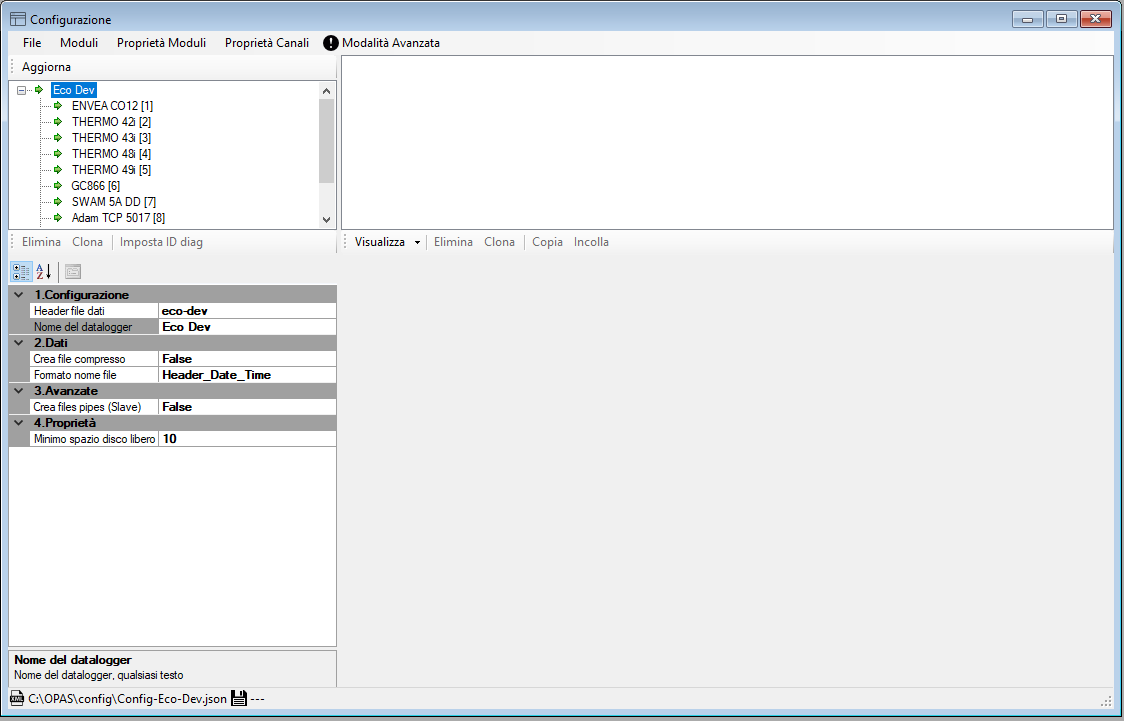 Configurazione
File Moduli Proprietà Moduli Proprietà Canali Modalità Avanzata
Aggiorna
Eco Dev
ENVEA CO12 [1]
THERMO 42i [2]
THERMO 43i [3]
THERMO 48i [4]
THERMO 49i [5]
GC866 [6]
SWAM 5A DD [7]
Adam TCP 5017 [8]
Elimina Clona Imposta ID diag
Visualizza Elimina Clona Copia Incolla
1.Configurazione
Header file dati eco-dev
Nome del datalogger Eco Dev
2.Dati
Crea file compresso False
Formato nome file Header_Date_Time
3.Avanzate
Crea files pipes (Slave) False
4.Proprietà
Minimo spazio disco libero 10
Nome del datalogger
Nome del datalogger, qualsiasi testo
C:\OPAS\config\Config-Eco-Dev.json ---